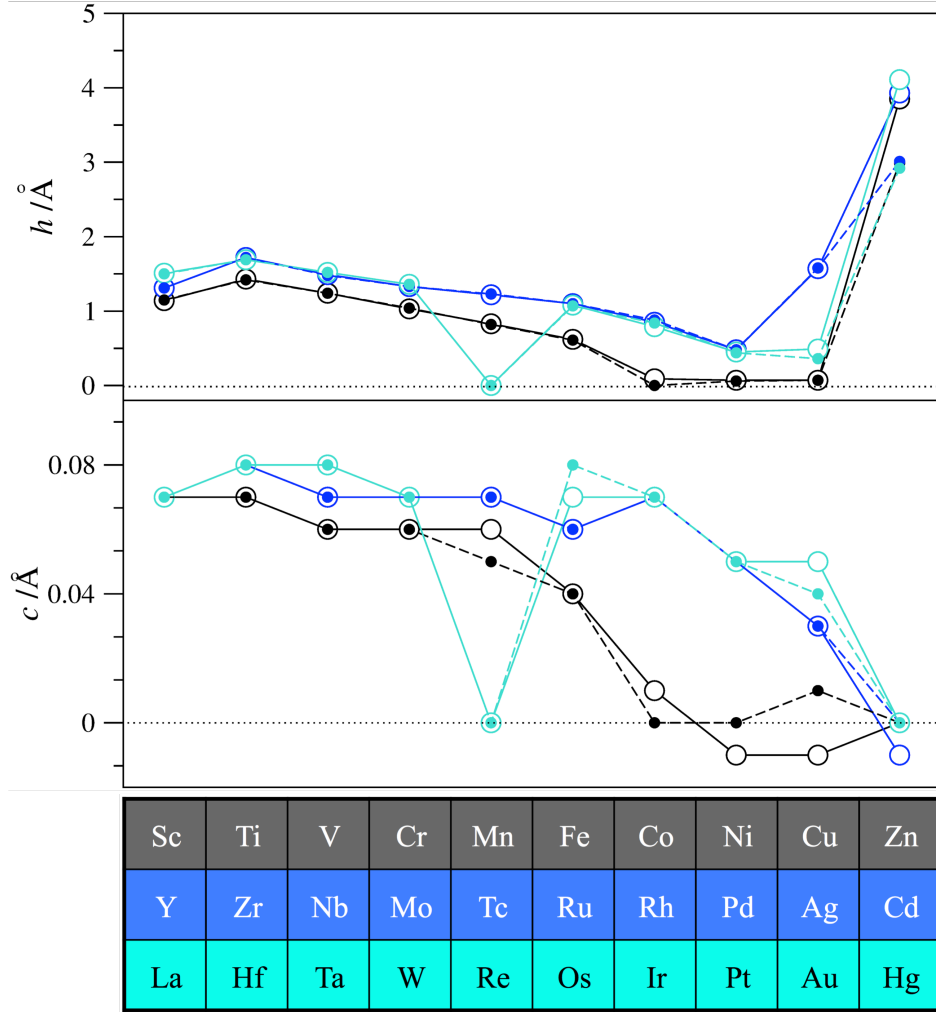 5
4
3
2
1
0
h /Å
0.08
0.04
0
c /Å
Sc Ti V Cr Mn Fe Co Ni Cu Zn
Y Zr Nb Mo Tc Ru Rh Pd Ag Cd
La Hf Ta W Re Os Ir Pt Au Hg